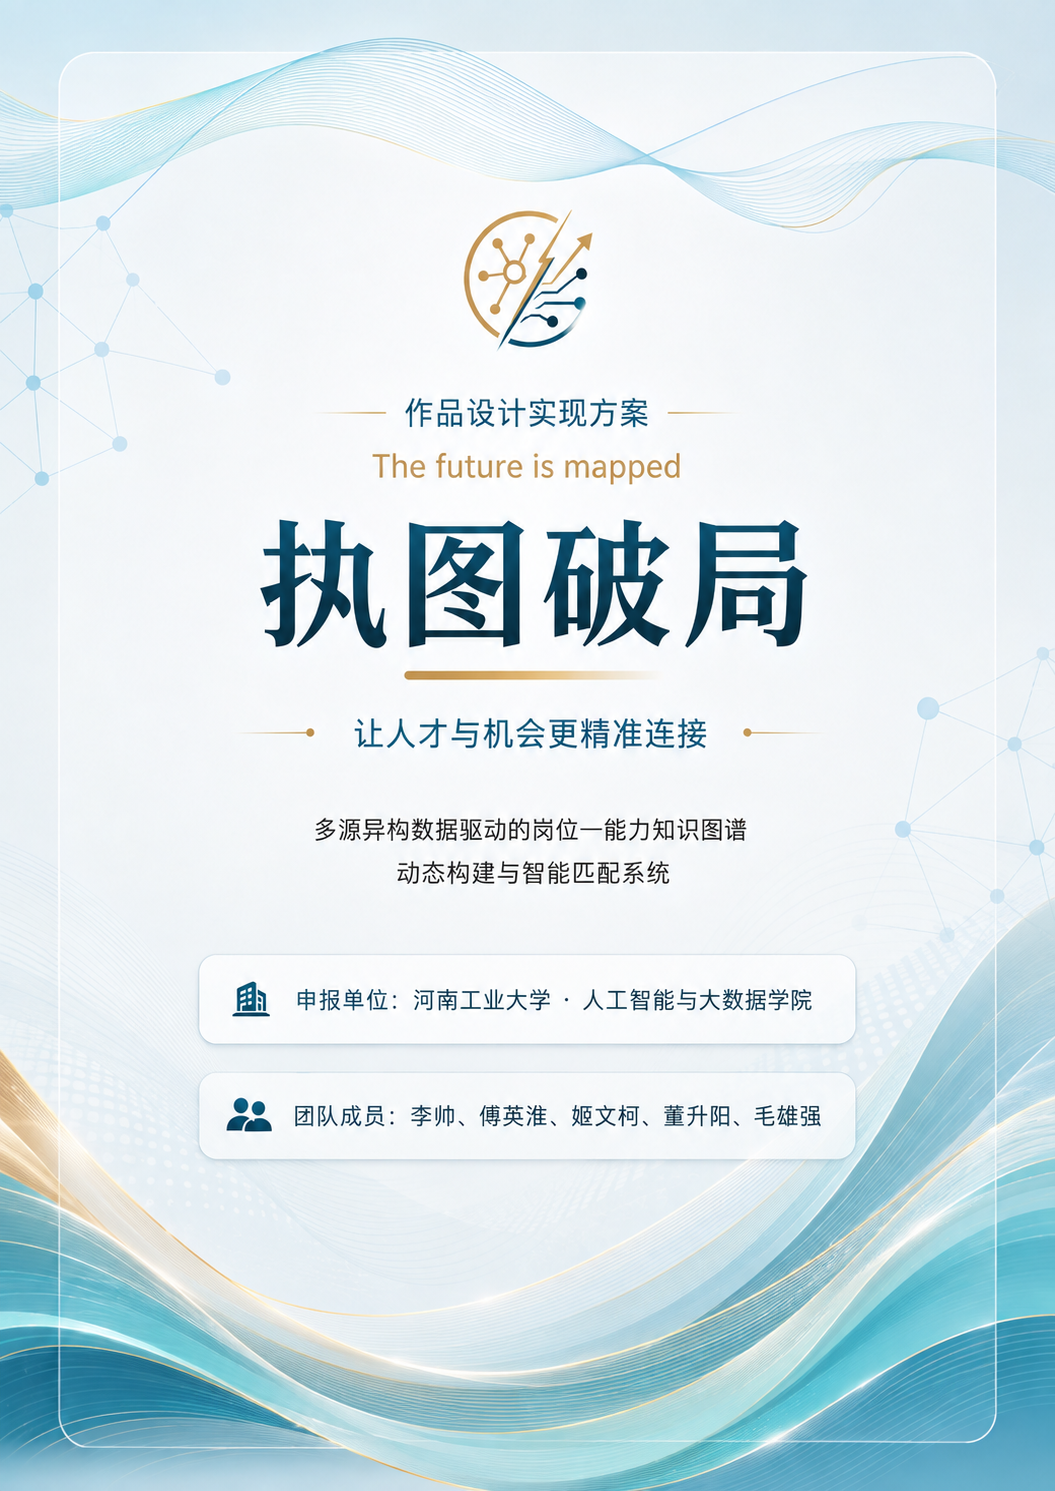 作品设计实现方案
The future is mapped
执图破局
让人才与机会更精准连接
多源异构数据驱动的岗位—能力知识图谱
动态构建与智能匹配系统
申报单位：河南工业大学 · 人工智能与大数据学院
团队成员：李帅、傅英淮、姬文柯、董升阳、毛雄强